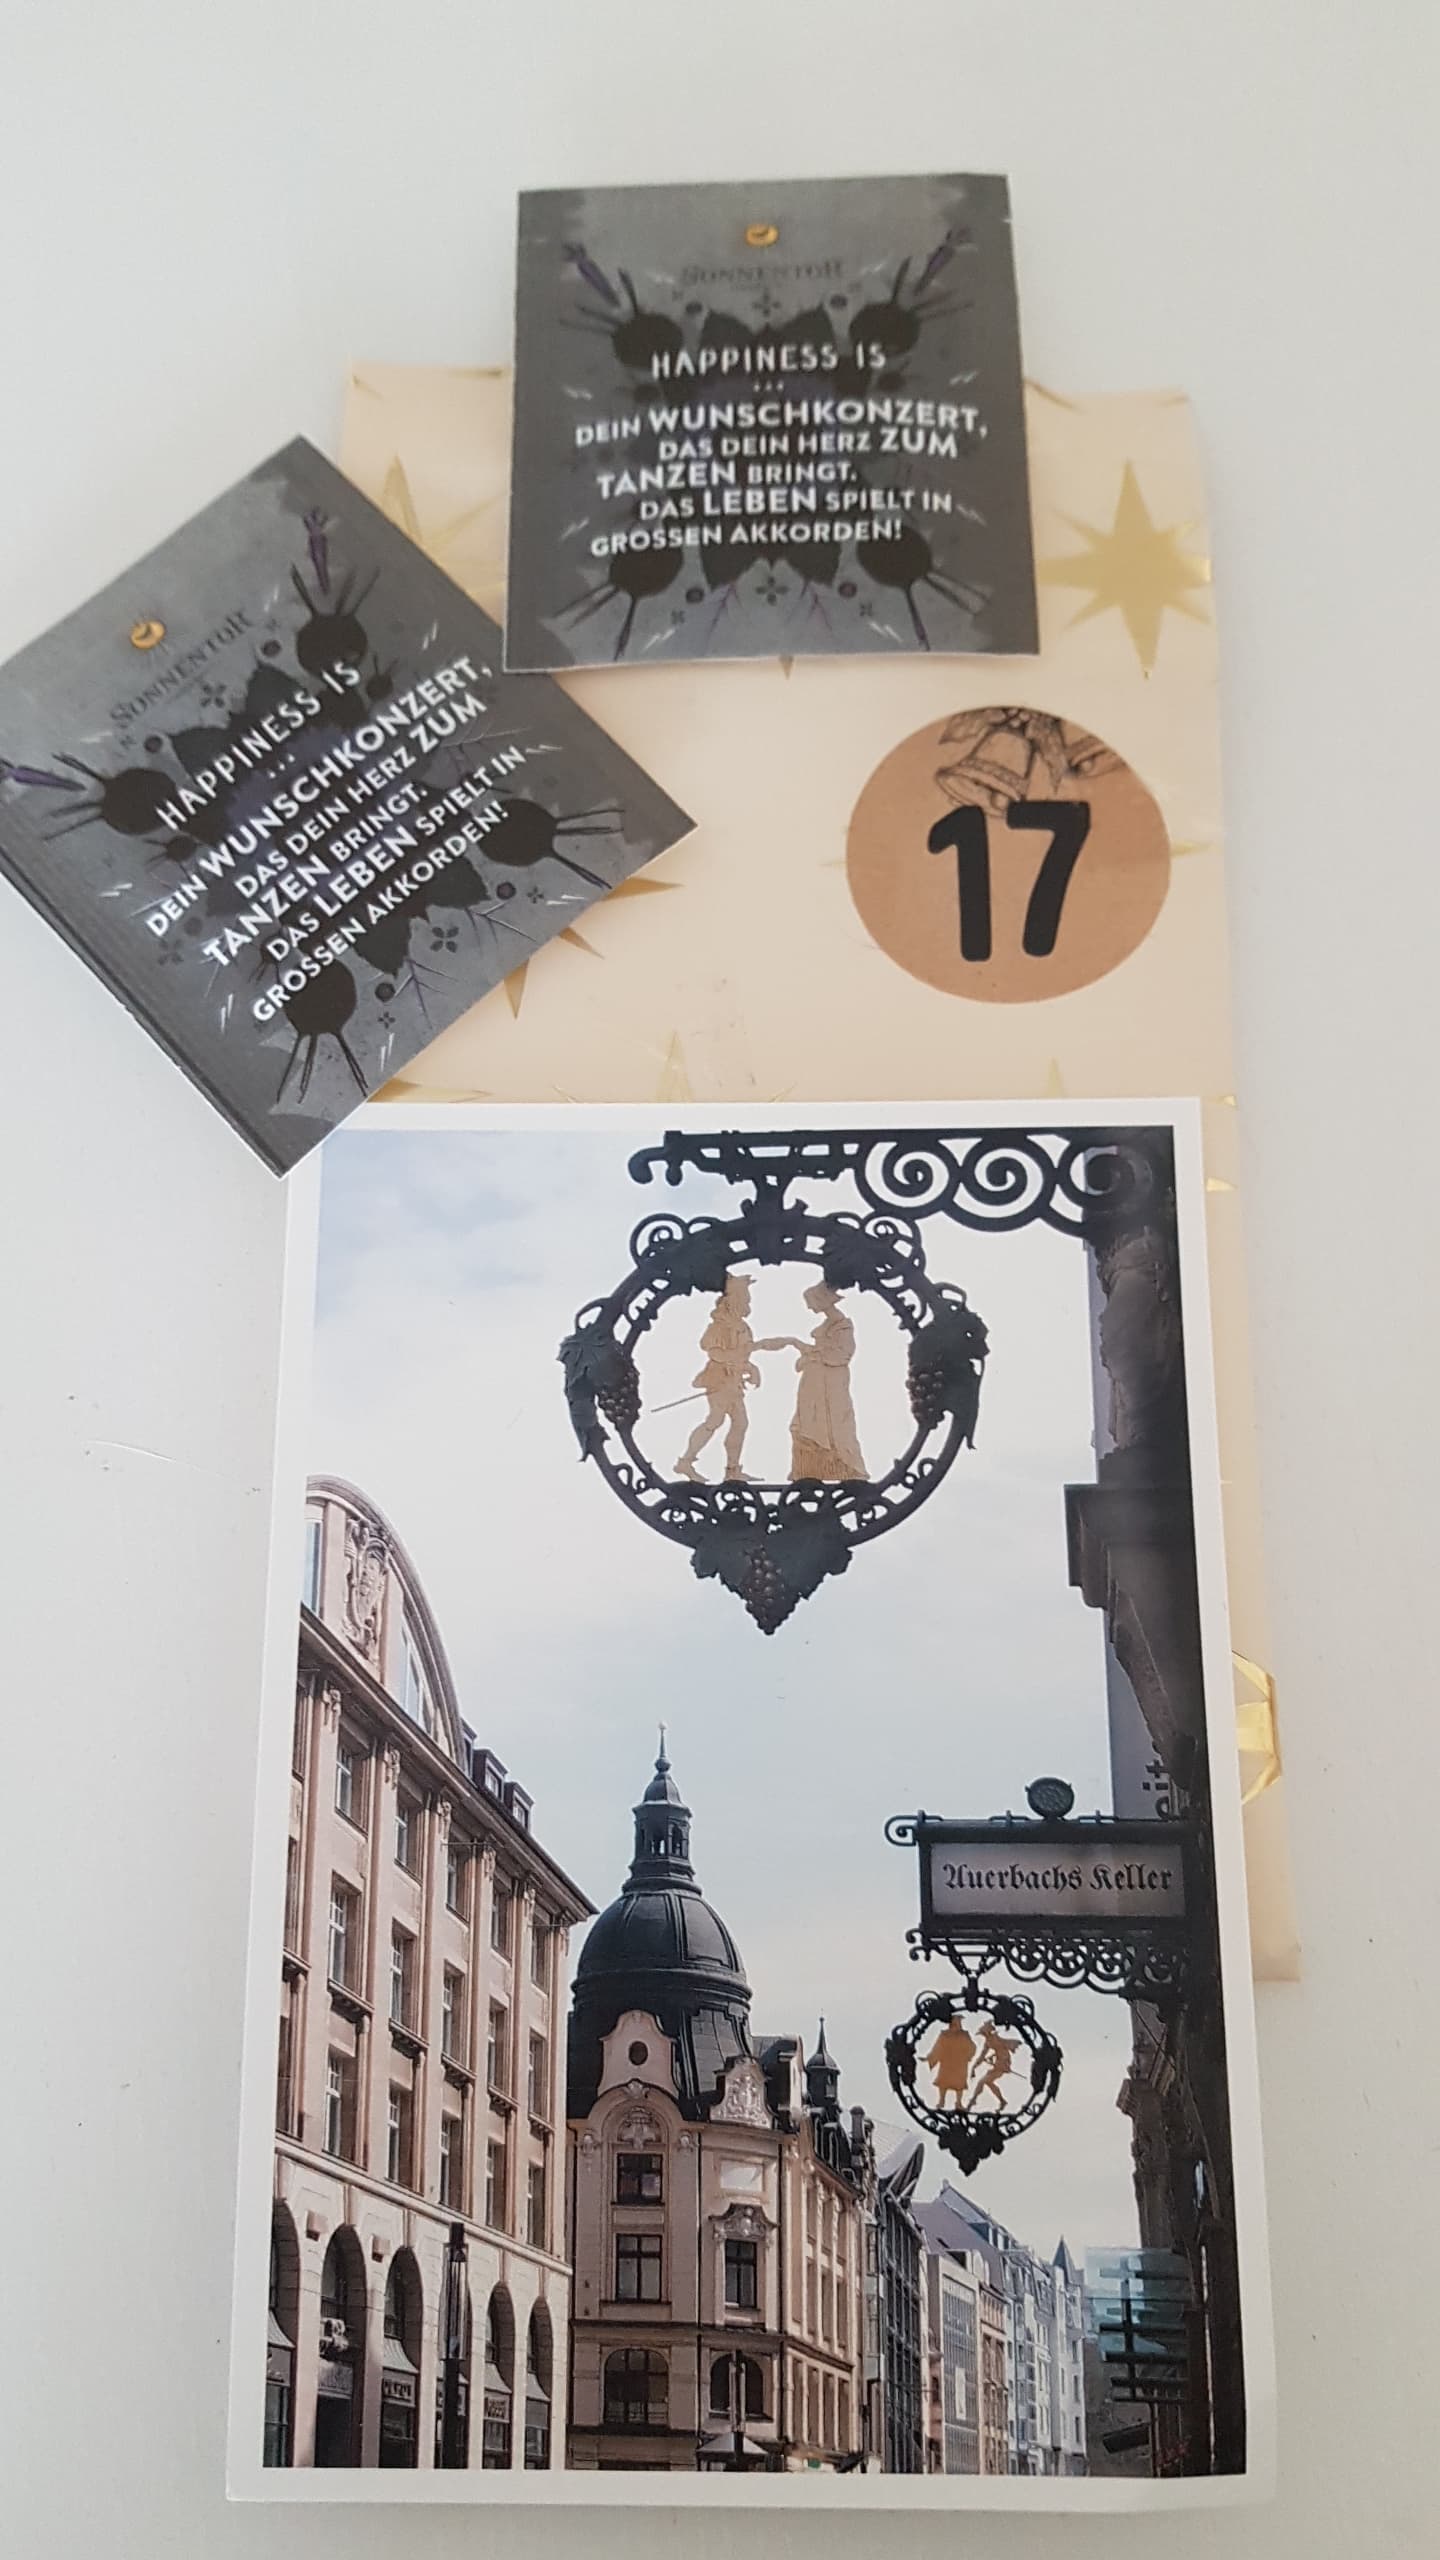 SONNENTOR
HAPPINESS IS
...
DEIN WUNSCHKONZERT,
DAS DEIN HERZ ZUM
TANZEN BRINGT.
DAS LEBEN SPIELT IN
GROSSEN AKKORDEN!
SONNENTOR
HAPPINESS IS
...
DEIN WUNSCHKONZERT,
DAS DEIN HERZ ZUM
TANZEN BRINGT.
DAS LEBEN SPIELT IN
GROSSEN AKKORDEN!
17
Auerbachs Keller